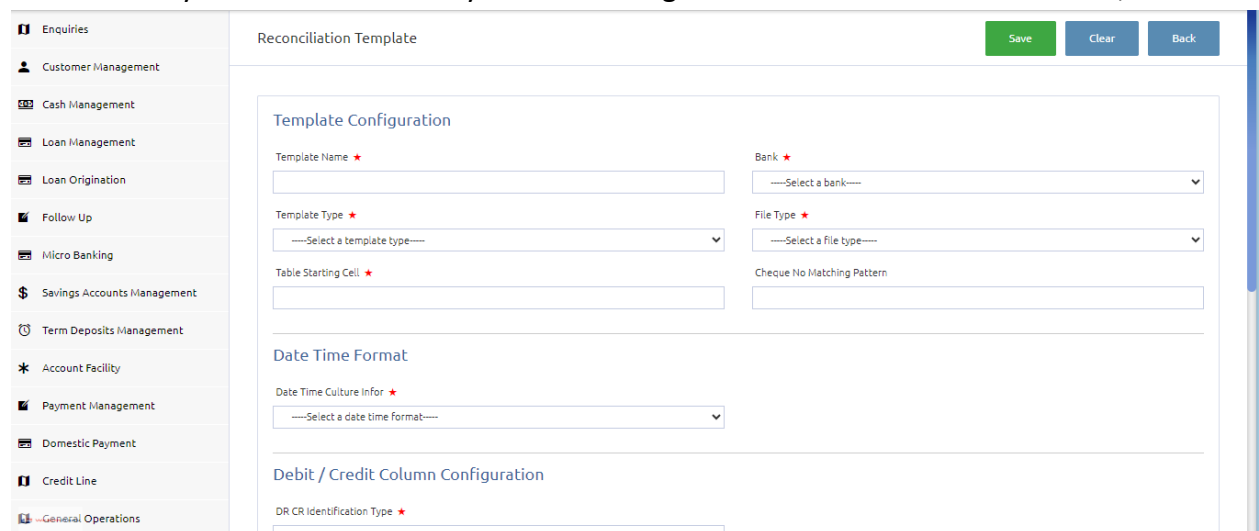 Enquiries
Customer Management
Cash Management
Loan Management
Loan Origination
Follow Up
Micro Banking
Savings Accounts Management
Term Deposits Management
Account Facility
Payment Management
Domestic Payment
Credit Line
General Operations
Reconciliation Template
Save Clear Back
Template Configuration
Template Name ★ Bank ★
-----Select a bank-----
Template Type ★ File Type ★
-----Select a template type----- -----Select a file type-----
Table Starting Cell ★ Cheque No Matching Pattern
Date Time Format
Date Time Culture Infor ★
-----Select a date time format-----
Debit / Credit Column Configuration
DR CR Identification Type ★